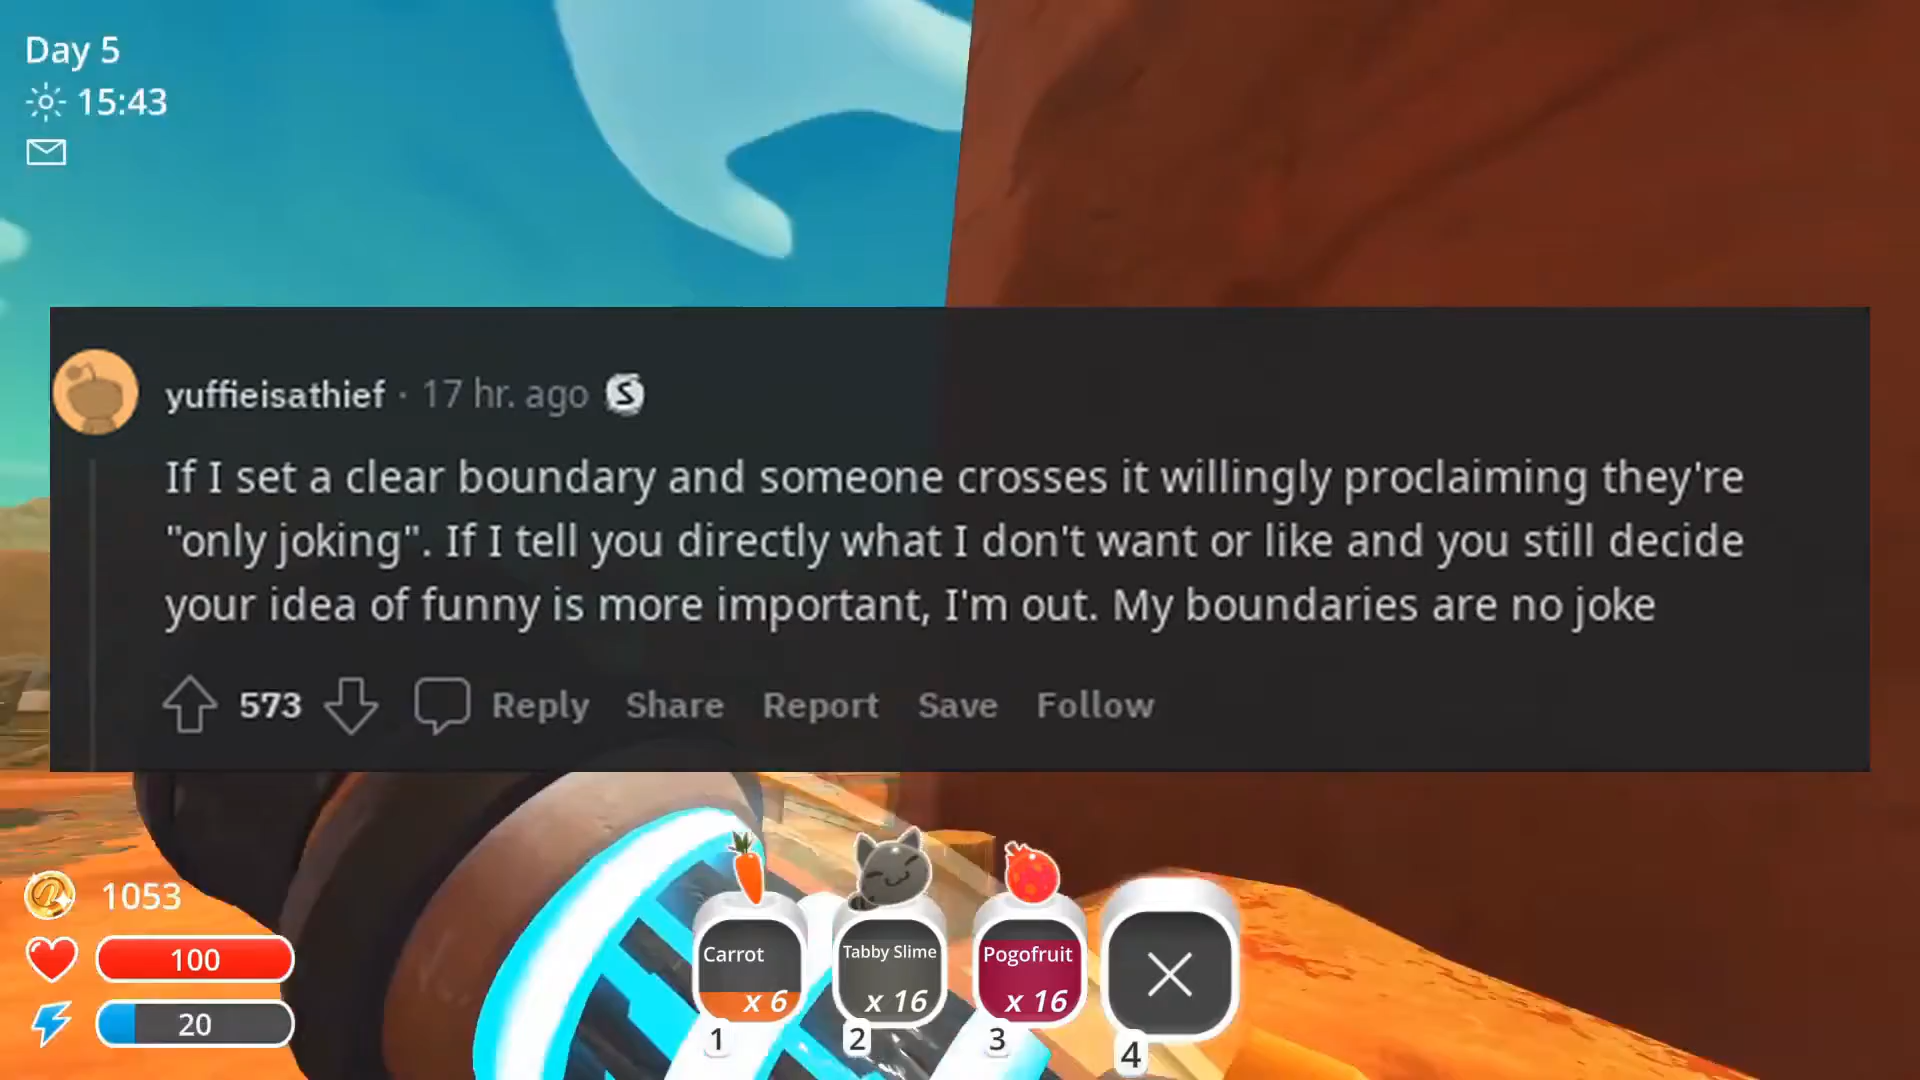 Day 5
15:43
yuffieisathief · 17 hr. ago
If I set a clear boundary and someone crosses it willingly proclaiming they're
"only joking". If I tell you directly what I don't want or like and you still decide
your idea of funny is more important, I'm out. My boundaries are no joke
573 Reply Share Report Save Follow
1053
100
20
Carrot
x 6
1
Tabby Slime
x 16
2
Pogofruit
x 16
3
4